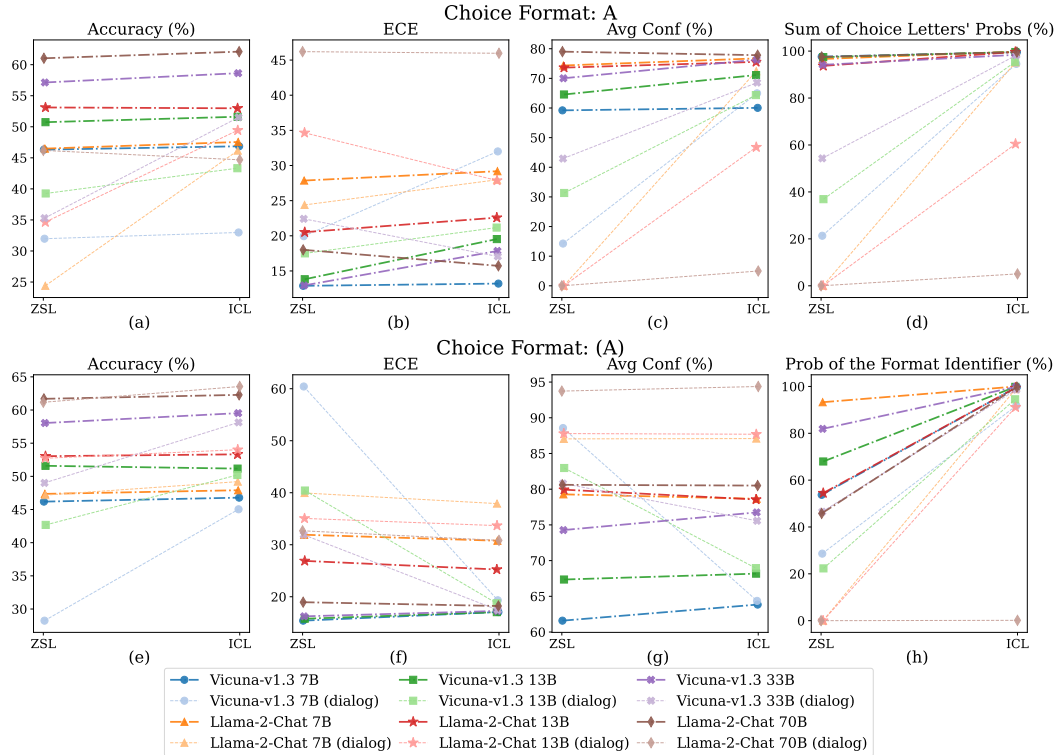 Choice Format: A
Accuracy (%) ECE Avg Conf (%) Sum of Choice Letters' Probs (%)
60 45 80 100
55 40 70
50 35 60 80
45 30 50 60
40 25 40 40
35 20 30
30 15 20 20
25 10
0 0
ZSL ICL ZSL ICL ZSL ICL ZSL ICL
(a) (b) (c) (d)
Choice Format: (A)
Accuracy (%) ECE Avg Conf (%) Prob of the Format Identifier (%)
65 60 95 100
60 90
55 50 85 80
50 40 80 60
45 75
40 30 70 40
35 65 20
30 20 60 0
ZSL ICL ZSL ICL ZSL ICL ZSL ICL
(e) (f) (g) (h)
Vicuna-v1.3 7B Vicuna-v1.3 13B Vicuna-v1.3 33B
Vicuna-v1.3 7B (dialog) Vicuna-v1.3 13B (dialog) Vicuna-v1.3 33B (dialog)
Llama-2-Chat 7B Llama-2-Chat 13B Llama-2-Chat 70B
Llama-2-Chat 7B (dialog) Llama-2-Chat 13B (dialog) Llama-2-Chat 70B (dialog)